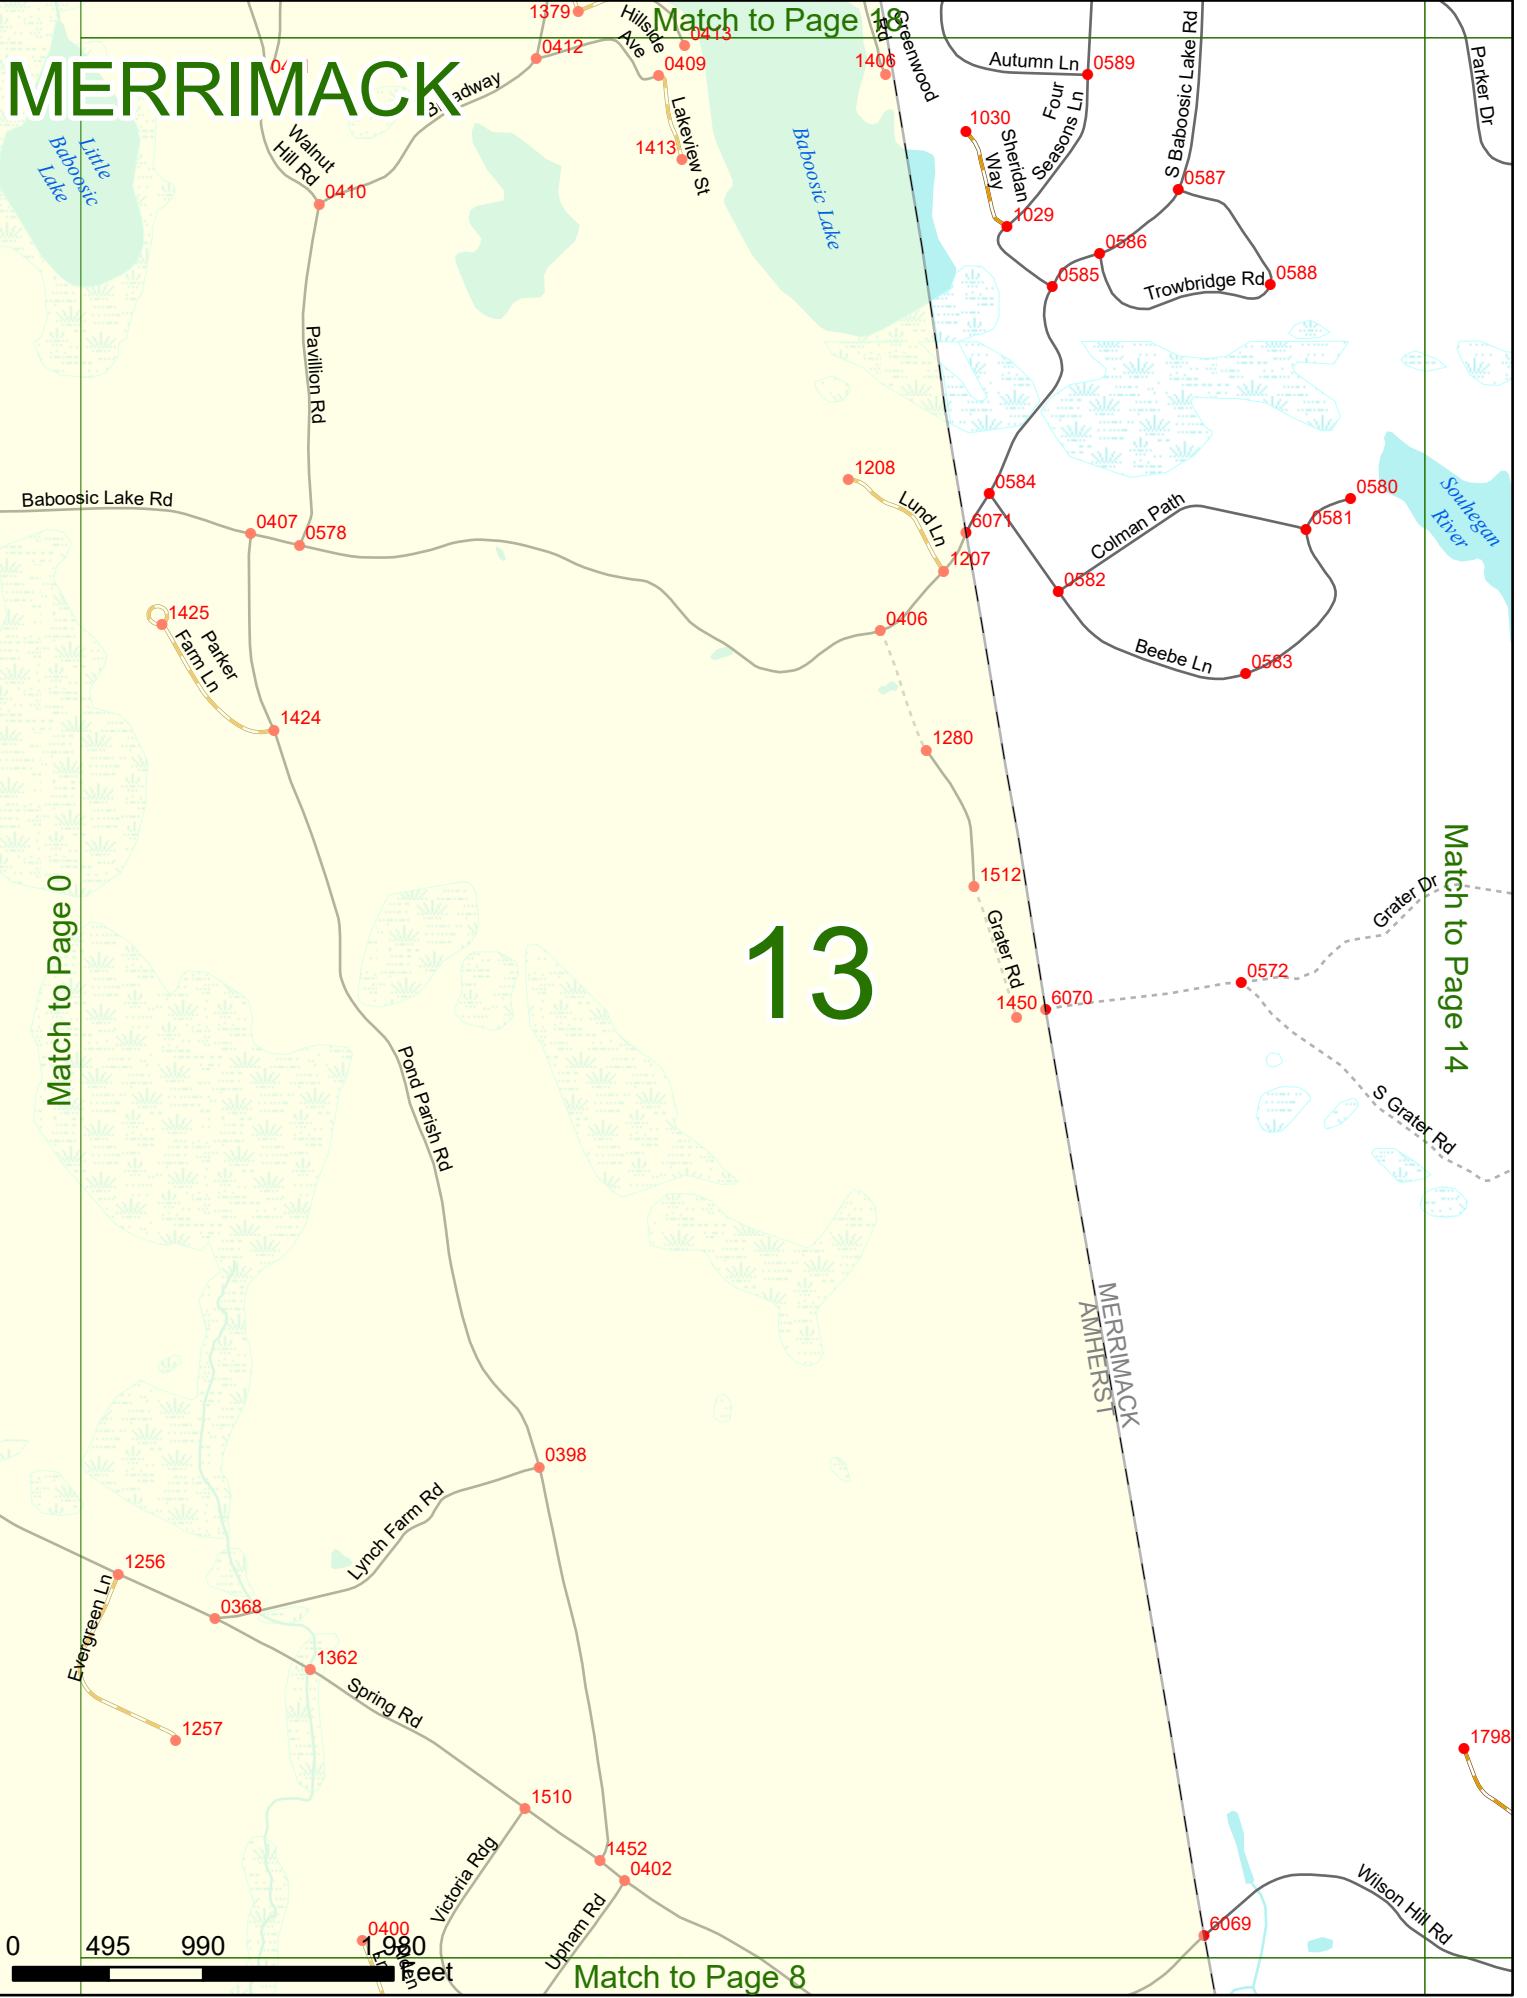 Match to Page 18
MERRIMACK
1379
Hillside
Ave
0413
0412
0409
Rd
Greenwood
1406
Autumn Ln
0589
Four
Seasons Ln
S Baboosic Lake Rd
Parker Dr
Little
Baboosic
Lake
Walnut
Hill Rd
Lakeview St
1413
Baboosic Lake
1030
Sheridan
Way
0587
0410
1029
0586
0585
0588
Trowbridge Rd
Pavillion Rd
Baboosic Lake Rd
0407
0578
1208
Lund Ln
0584
6071
1207
Colman Path
0580
0581
Souhegan
River
0582
0406
Beebe Ln
0583
1425
Parker
Farm Ln
1424
1280
1512
Grater Rd
13
Match to Page 0
Match to Page 14
Grater Dr
0572
1450
6070
S Grater Rd
Pond Parish Rd
MERRIMACK
AMHERST
0398
Lynch Farm Rd
1256
Evergreen Ln
0368
1362
Spring Rd
1257
1510
Victoria Rdg
1452
0402
Upham Rd
1798
Wilson Hill Rd
6069
0400
Ln
0 495 990 1,980
Feet
Match to Page 8